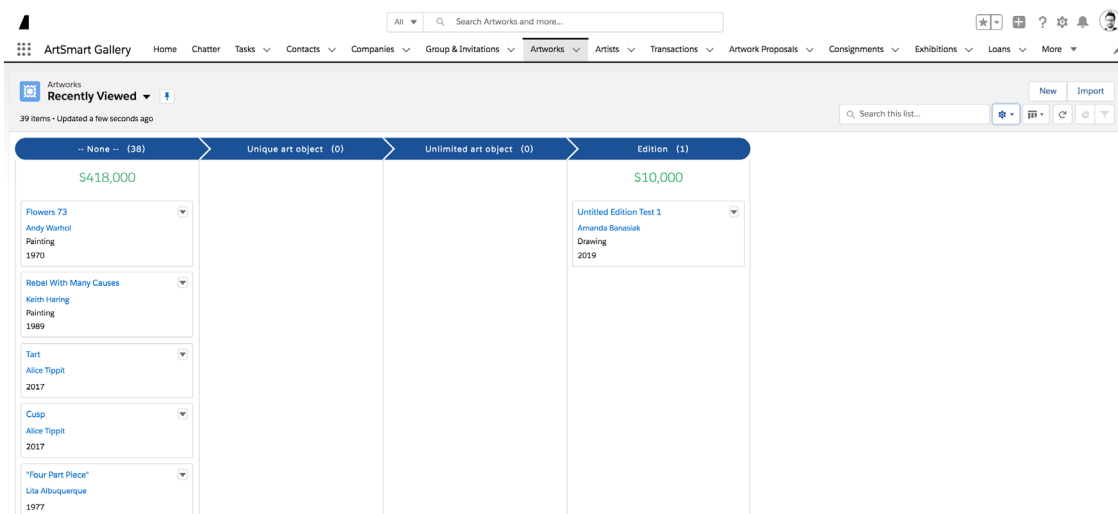 All
Search Artworks and more...
ArtSmart Gallery Home Chatter Tasks Contacts Companies Group & Invitations Artworks Artists Transactions Artwork Proposals Consignments Exhibitions Loans More
Artworks
Recently Viewed
New Import
39 items • Updated a few seconds ago
Search this list...
-- None -- (38) Unique art object (0) Unlimited art object (0) Edition (1)
$418,000 $10,000
Flowers 73
Andy Warhol
Painting
1970
Untitled Edition Test 1
Amanda Banasiak
Drawing
2019
Rebel With Many Causes
Keith Haring
Painting
1989
Tart
Alice Tippit
2017
Cusp
Alice Tippit
2017
"Four Part Piece"
Lita Albuquerque
1977